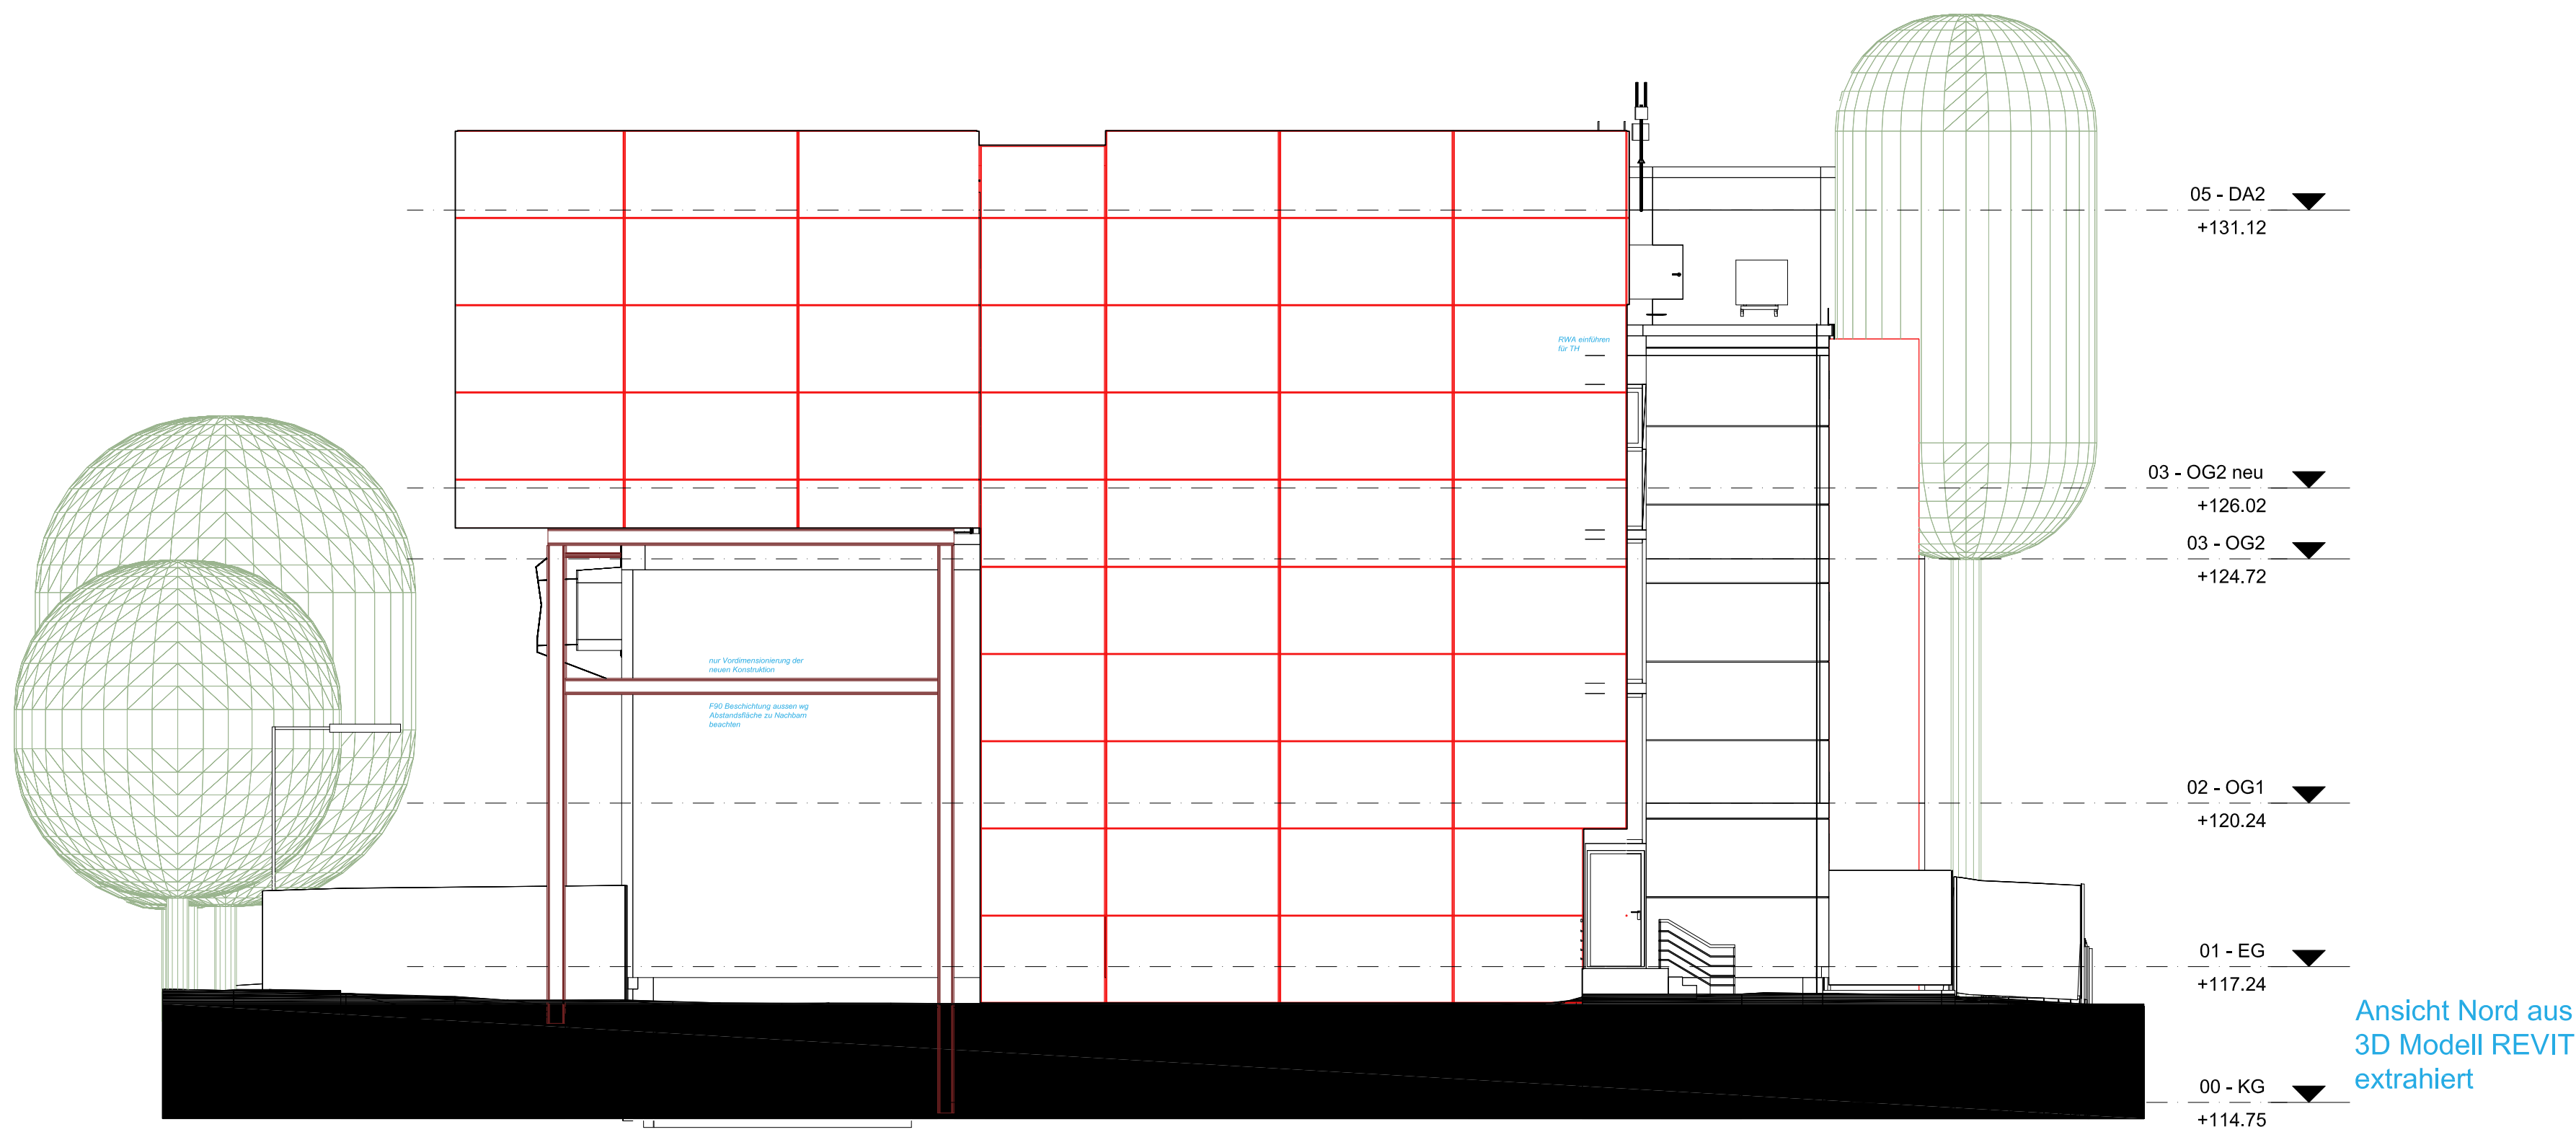 05 - DA2
+131.12
RWA einführen
für TH
03 - OG2 neu
+126.02
03 - OG2
+124.72
nur Vordimensionierung der
neuen Konstruktion
F90 Beschichtung aussen wg
Abstandsfläche zu Nachbarn
beachten
02 - OG1
+120.24
01 - EG
+117.24
Ansicht Nord aus
3D Modell REVIT
extrahiert
00 - KG
+114.75